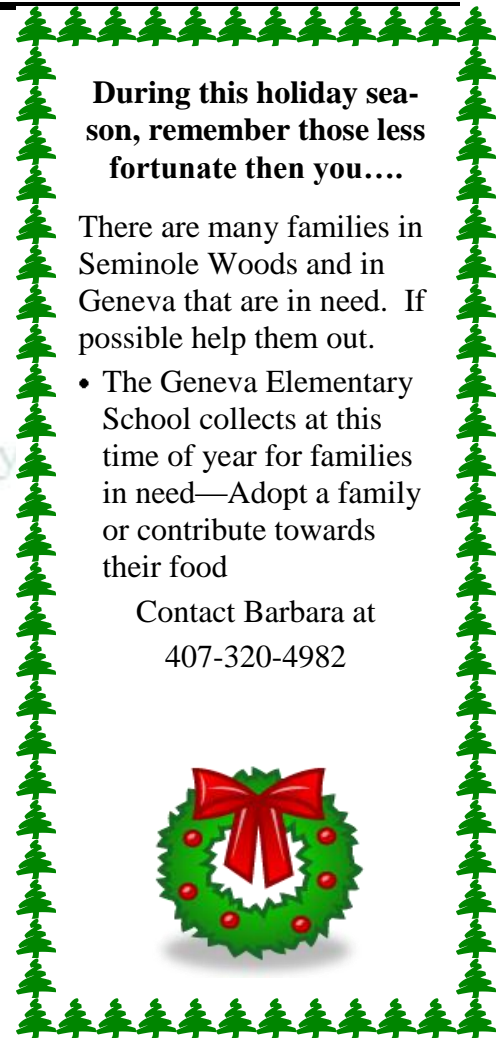 During this holiday sea-
son, remember those less
fortunate then you….
There are many families in
Seminole Woods and in
Geneva that are in need.  If
possible help them out.
• The Geneva Elementary
School collects at this
time of year for families
in need—Adopt a family
or contribute towards
their food
Contact Barbara at
407-320-4982